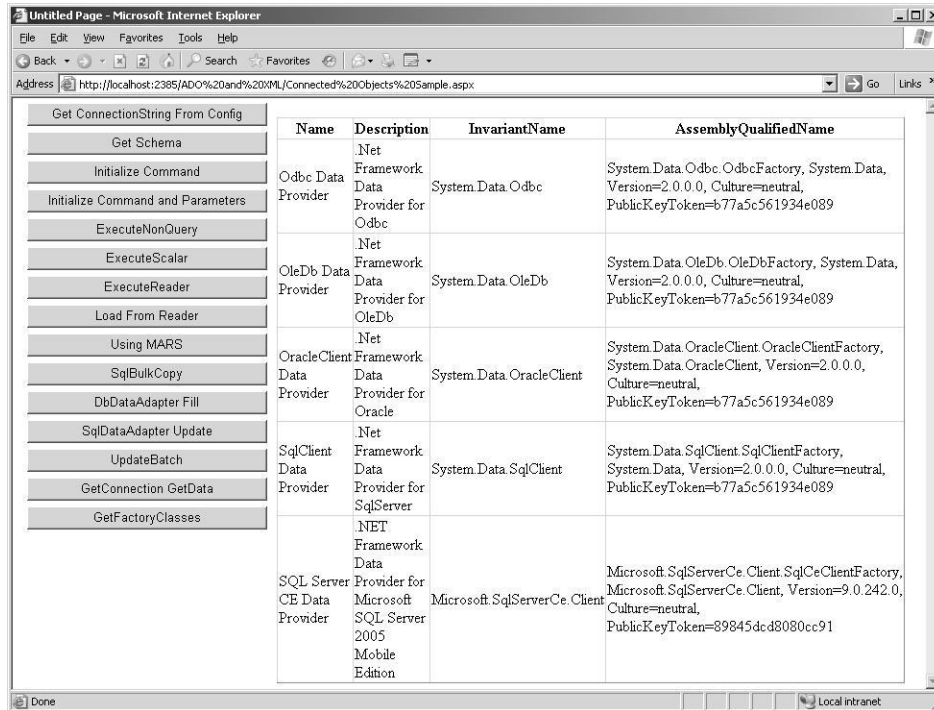 Untitled Page - Microsoft Internet Explorer
File Edit View Favorites Tools Help
Back Search Favorites
Address http://localhost:2385/ADO%20and%20XML/Connected%20Objects%20Sample.aspx Go Links »
Get ConnectionString From Config
Get Schema
Initialize Command
Initialize Command and Parameters
ExecuteNonQuery
ExecuteScalar
ExecuteReader
Load From Reader
Using MARS
SqlBulkCopy
DbDataAdapter Fill
SqlDataAdapter Update
UpdateBatch
GetConnection GetData
GetFactoryClasses
Name Description InvariantName AssemblyQualifiedName
Odbc Data
Provider
.Net
Framework
Data
Provider for
Odbc
System.Data.Odbc
System.Data.Odbc.OdbcFactory, System.Data,
Version=2.0.0.0, Culture=neutral,
PublicKeyToken=b77a5c561934e089
OleDb Data
Provider
.Net
Framework
Data
Provider for
OleDb
System.Data.OleDb
System.Data.OleDb.OleDbFactory, System.Data,
Version=2.0.0.0, Culture=neutral,
PublicKeyToken=b77a5c561934e089
OracleClient
Data
Provider
.Net
Framework
Data
Provider for
Oracle
System.Data.OracleClient
System.Data.OracleClient.OracleClientFactory,
System.Data.OracleClient, Version=2.0.0.0,
Culture=neutral,
PublicKeyToken=b77a5c561934e089
SqlClient
Data
Provider
.Net
Framework
Data
Provider for
SqlServer
System.Data.SqlClient
System.Data.SqlClient.SqlClientFactory,
System.Data, Version=2.0.0.0, Culture=neutral,
PublicKeyToken=b77a5c561934e089
SQL Server
CE Data
Provider
.NET
Framework
Data
Provider for
Microsoft
SQL Server
2005
Mobile
Edition
Microsoft.SqlServerCe.Client
Microsoft.SqlServerCe.Client.SqlCeClientFactory,
Microsoft.SqlServerCe.Client, Version=9.0.242.0,
Culture=neutral,
PublicKeyToken=89845dcd8080cc91
Done Local intranet